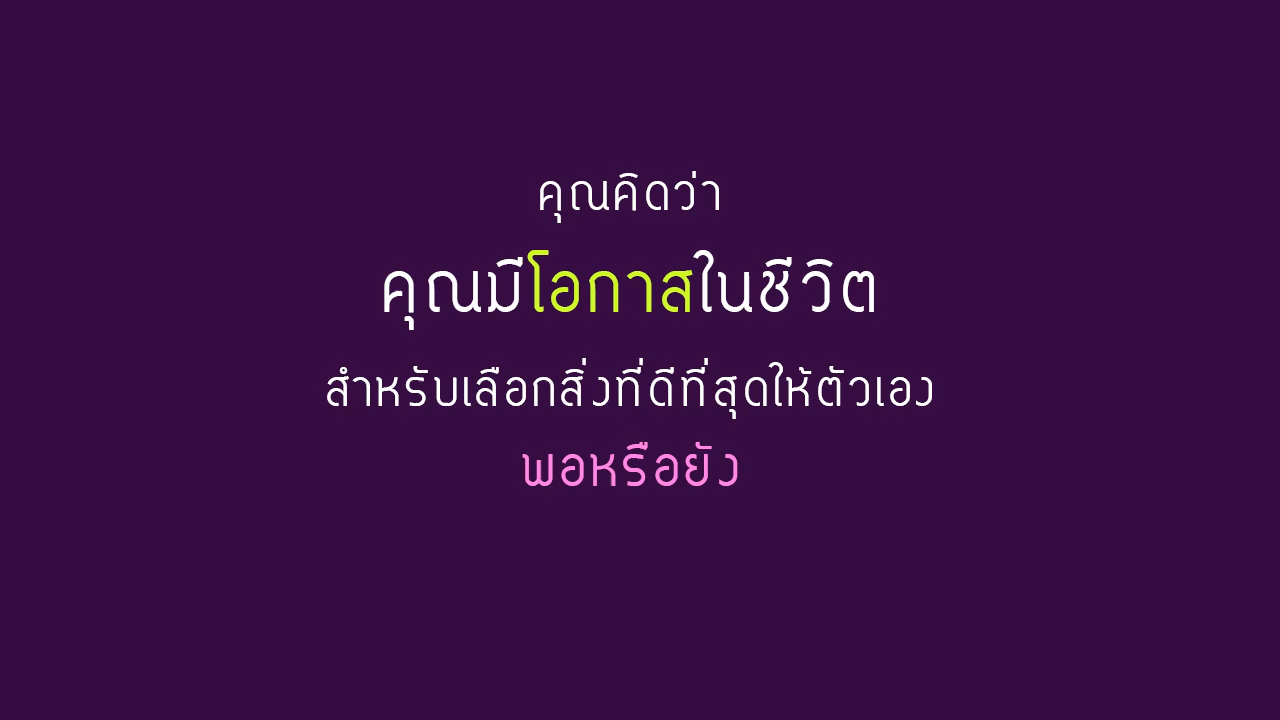 คุณคิดว่า
คุณมีโอกาสในชีวิต
สำหรับเลือกสิ่งที่ดีที่สุดให้ตัวเอง
พอหรือยัง